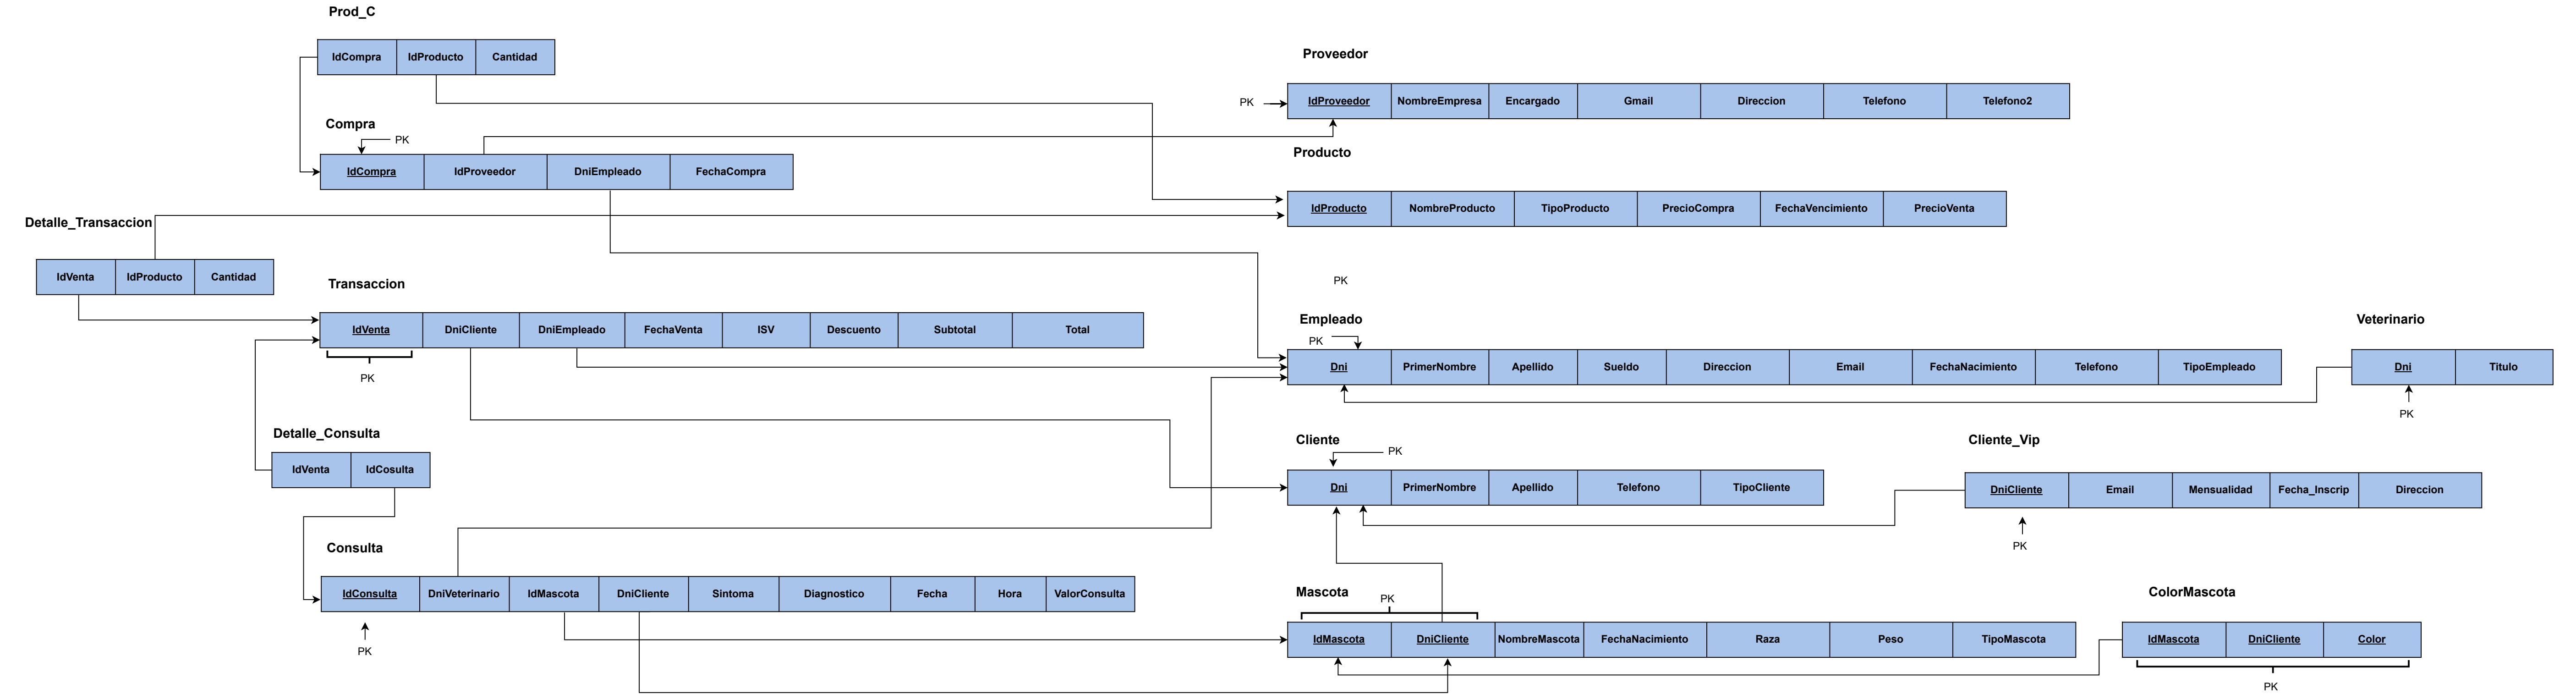 Prod_C
IdCompra IdProducto Cantidad
Proveedor
PK
IdProveedor NombreEmpresa Encargado Gmail Direccion Telefono Telefono2
Compra
PK
IdCompra IdProveedor DniEmpleado FechaCompra
Producto
IdProducto NombreProducto TipoProducto PrecioCompra FechaVencimiento PrecioVenta
Detalle_Transaccion
IdVenta IdProducto Cantidad
PK
Transaccion
IdVenta DniCliente DniEmpleado FechaVenta ISV Descuento Subtotal Total
PK
Empleado
PK
Dni PrimerNombre Apellido Sueldo Direccion Email FechaNacimiento Telefono TipoEmpleado
Veterinario
Dni Titulo
PK
Detalle_Consulta
IdVenta IdCosulta
Cliente
PK
Dni PrimerNombre Apellido Telefono TipoCliente
Cliente_Vip
DniCliente Email Mensualidad Fecha_Inscrip Direccion
PK
Consulta
IdConsulta DniVeterinario IdMascota DniCliente Sintoma Diagnostico Fecha Hora ValorConsulta
PK
Mascota
PK
IdMascota DniCliente NombreMascota FechaNacimiento Raza Peso TipoMascota
ColorMascota
IdMascota DniCliente Color
PK